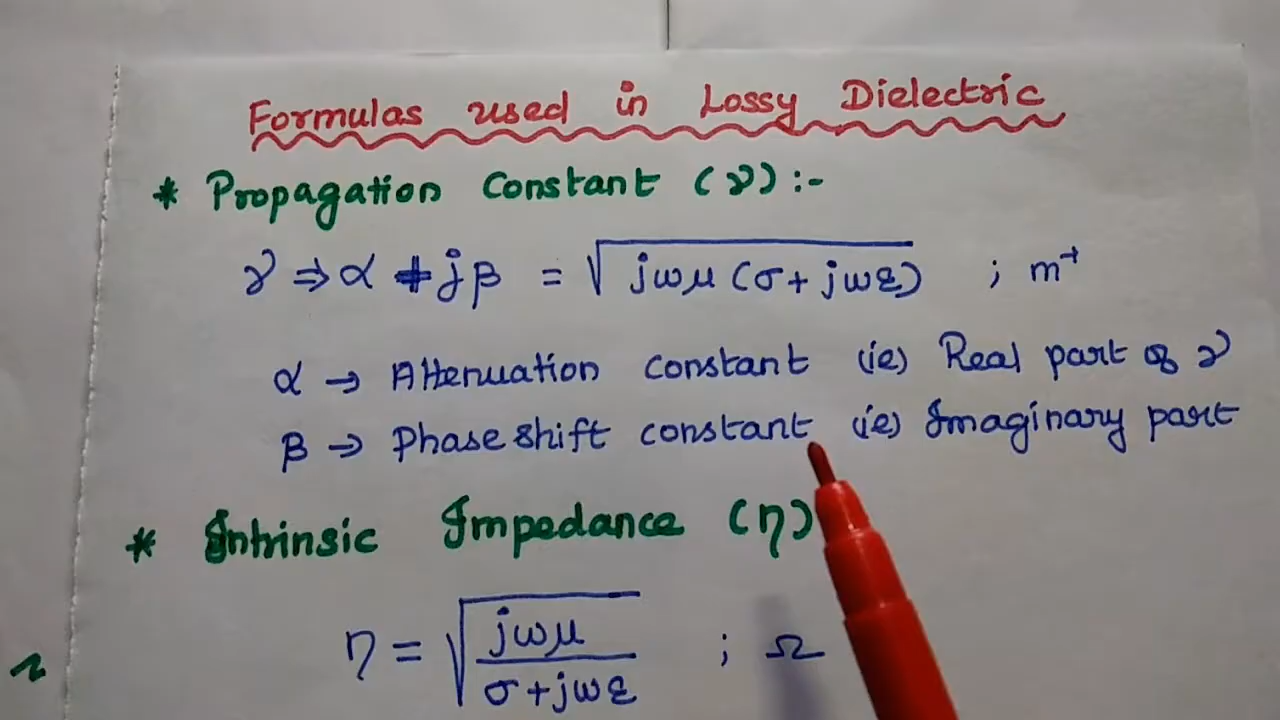 Formulas used in Lossy Dielectric
* Propagation Constant (γ) :-
γ ⇒ α + jβ = √jωμ(σ + jωε) ; m⁻¹
α → Attenuation constant (ie) Real part of γ
β → Phase shift constant (ie) Imaginary part
* Intrinsic Impedance (η)
η = √jωμ/σ + jωε ; Ω